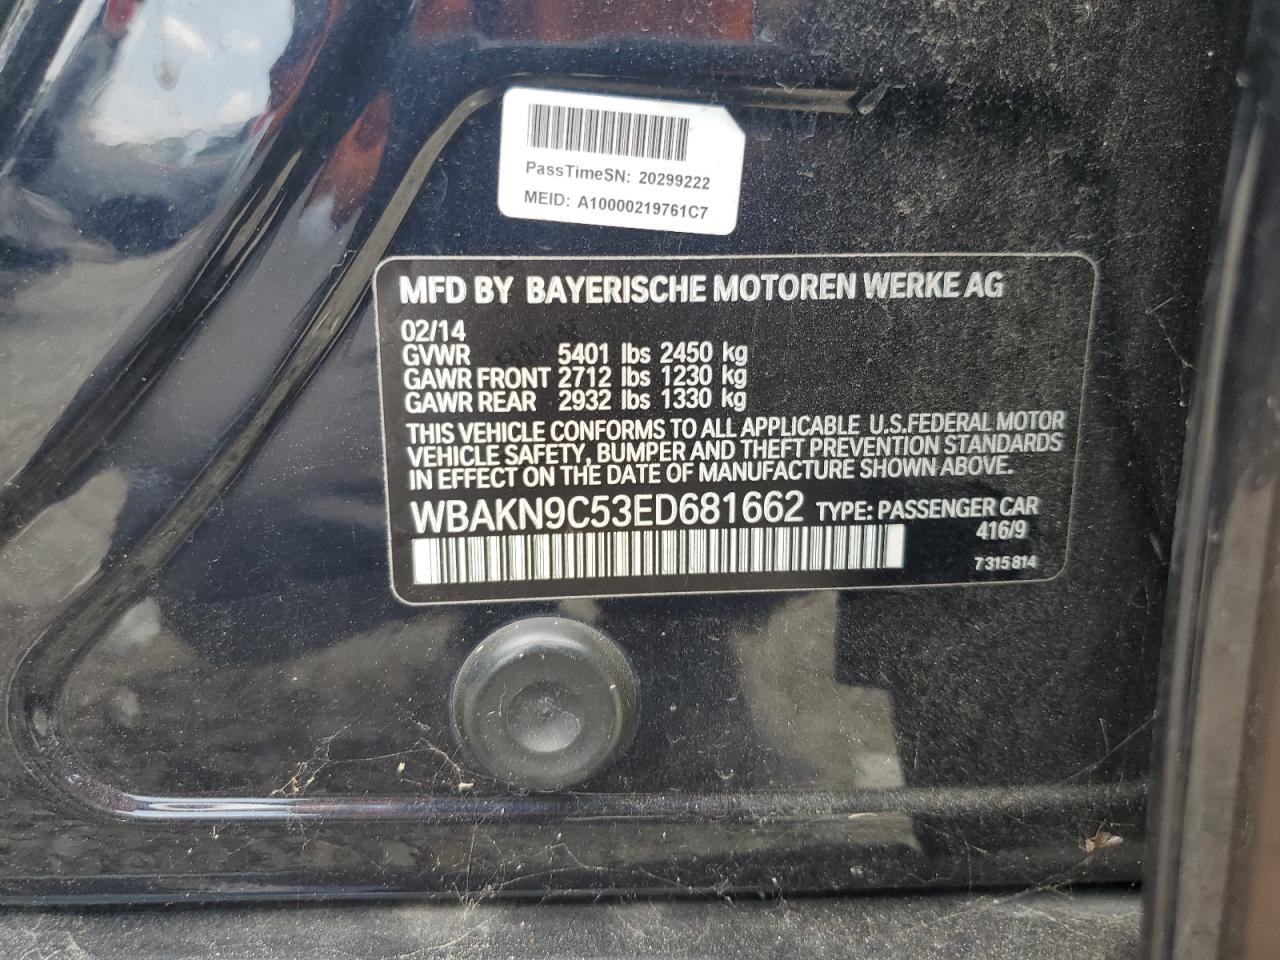 PassTimeSN: 20299222
MEID: A10000219761C7
MFD BY BAYERISCHE MOTOREN WERKE AG
02/14
GVWR 5401 lbs 2450 kg
GAWR FRONT 2712 lbs 1230 kg
GAWR REAR 2932 lbs 1330 kg
THIS VEHICLE CONFORMS TO ALL APPLICABLE U.S.FEDERAL MOTOR
VEHICLE SAFETY, BUMPER AND THEFT PREVENTION STANDARDS
IN EFFECT ON THE DATE OF MANUFACTURE SHOWN ABOVE.
WBAKN9C53ED681662 TYPE: PASSENGER CAR
416/9
7315814